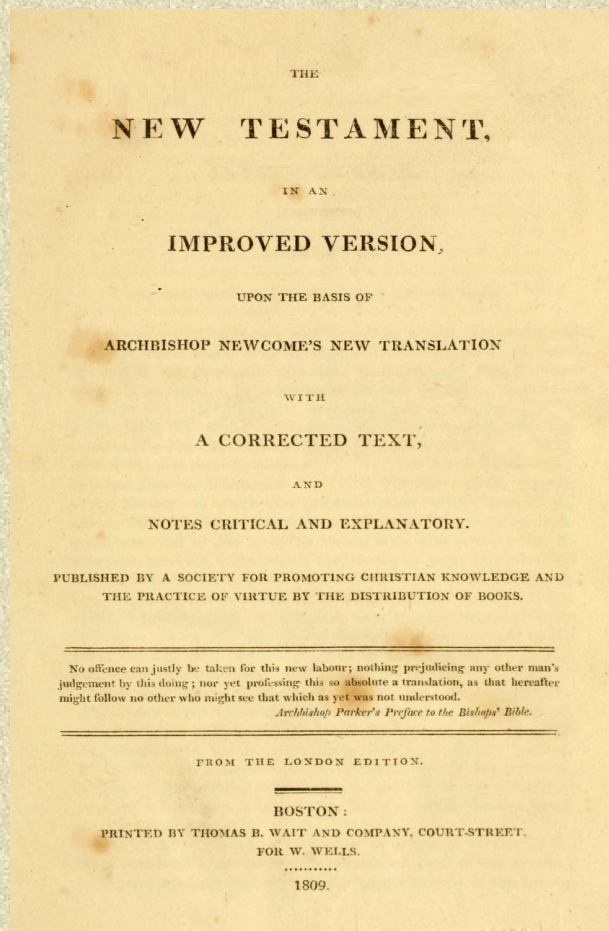 THE
NEW TESTAMENT,
IN AN
IMPROVED VERSION,
UPON THE BASIS OF
ARCHBISHOP NEWCOME'S NEW TRANSLATION
WITH
A CORRECTED TEXT,
AND
NOTES CRITICAL AND EXPLANATORY.
PUBLISHED BY A SOCIETY FOR PROMOTING CHRISTIAN KNOWLEDGE AND
THE PRACTICE OF VIRTUE BY THE DISTRIBUTION OF BOOKS.
No offence can justly be taken for this new labour; nothing prejudicing any other man's
judgement by this doing; nor yet professing this so absolute a translation, as that hereafter
might follow no other who might see that which as yet was not understood.
Archbishop Parker's Preface to the Bishops' Bible.
FROM THE LONDON EDITION.
BOSTON:
PRINTED BY THOMAS B. WAIT AND COMPANY, COURT-STREET,
FOR W. WELLS.
1809.